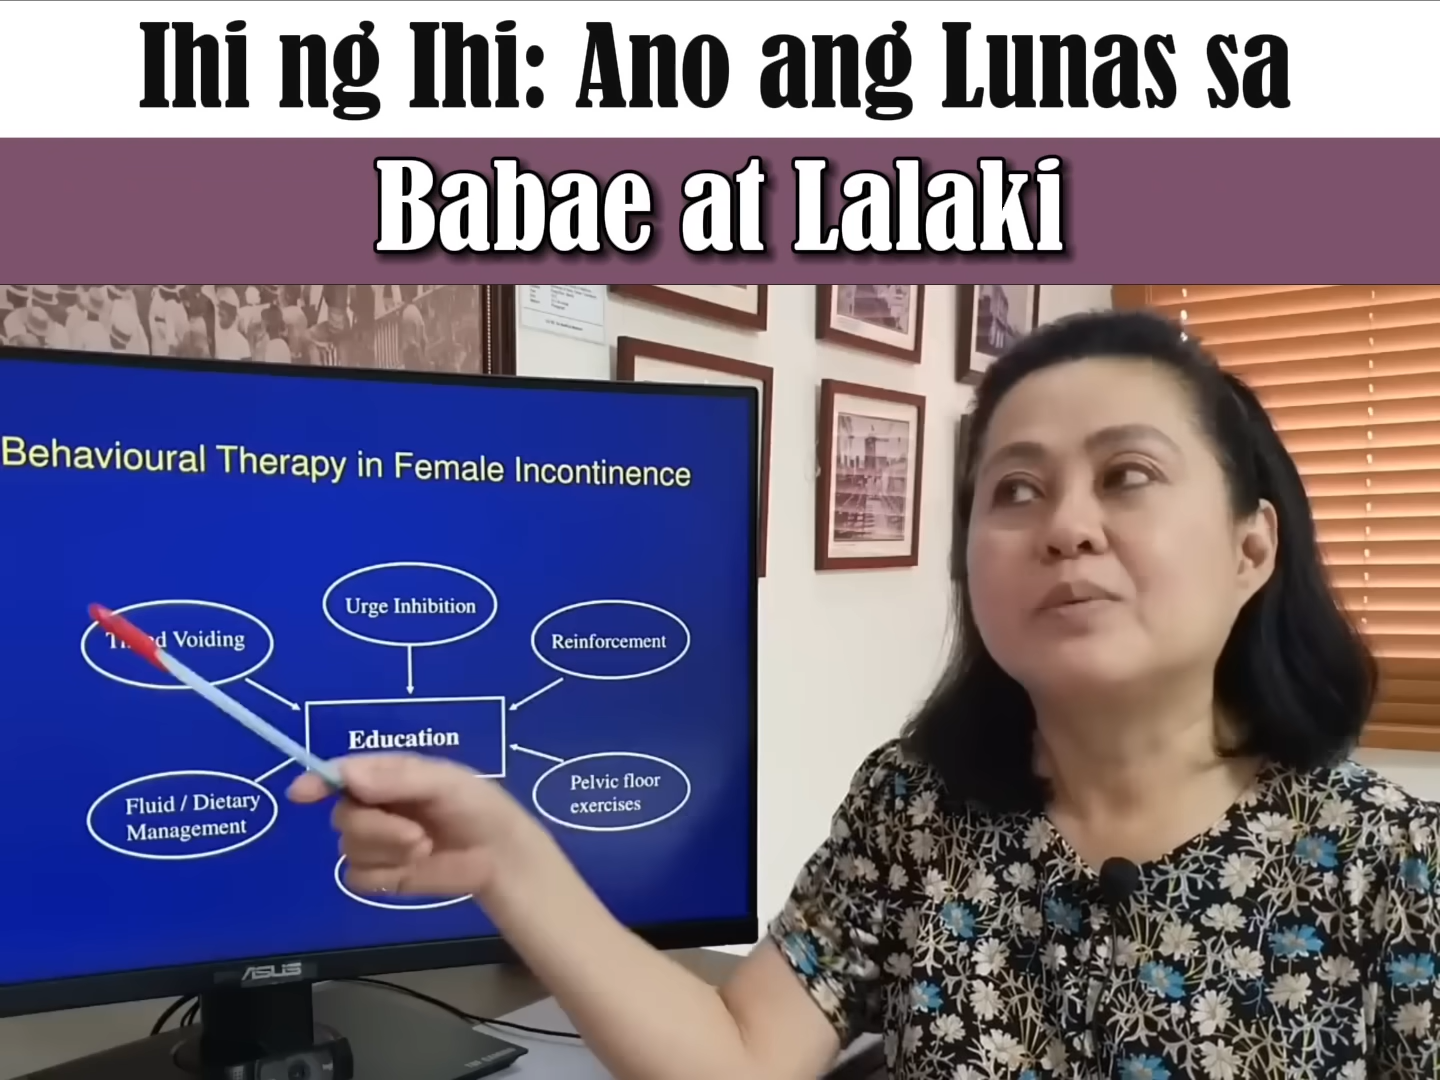 Ihi ng Ihi: Ano ang Lunas sa
Babae at Lalaki
Behavioural Therapy in Female Incontinence
Urge Inhibition
Voiding
Reinforcement
Education
Pelvic floor
exercises
Fluid / Dietary
Management
ASUS